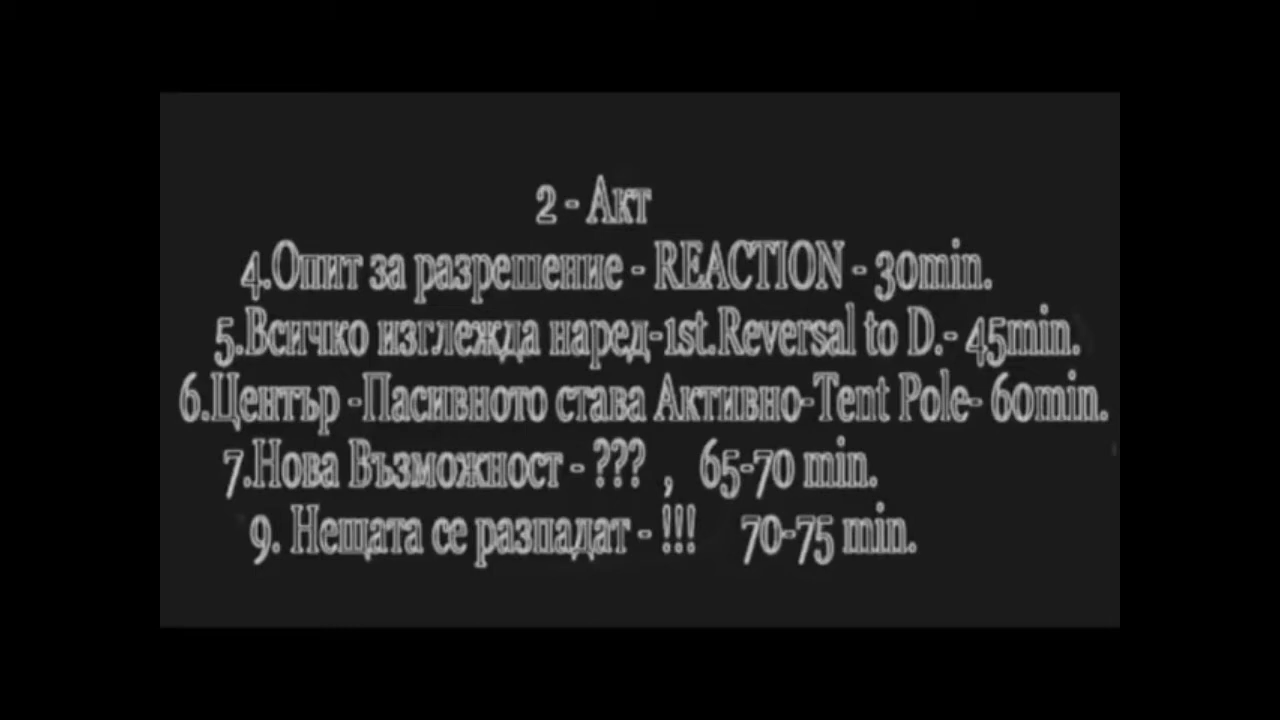 2 - Акт
4.Опит за разрешение - REACTION - 30min.
5.Всичко изглежда наред-1st.Reversal to D.- 45min.
6.Център -Пасивното става Активно-Tent Pole- 60min.
7.Нова Възможност - ??? , 65-70 min.
9. Нещата се разпадат - !!! 70-75 min.